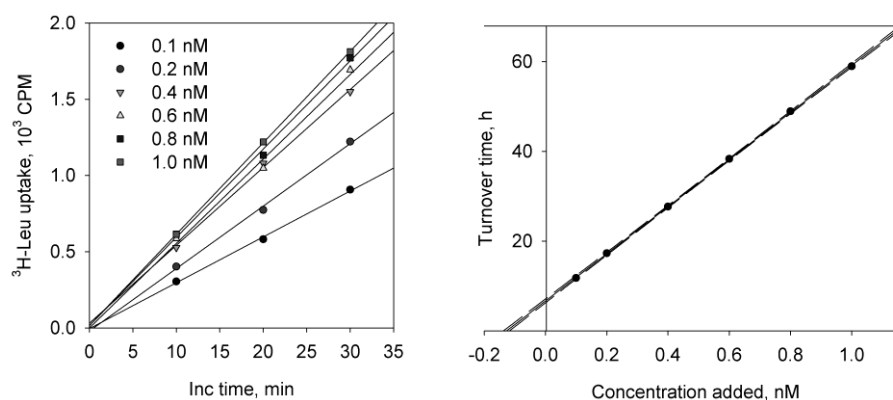 2.0
1.5
1.0
0.5
0.0
³H-Leu uptake, 10³ CPM
0.1 nM
0.2 nM
0.4 nM
0.6 nM
0.8 nM
1.0 nM
0 5 10 15 20 25 30 35
Inc time, min
60
40
20
Turnover time, h
-0.2 0.0 0.2 0.4 0.6 0.8 1.0
Concentration added, nM